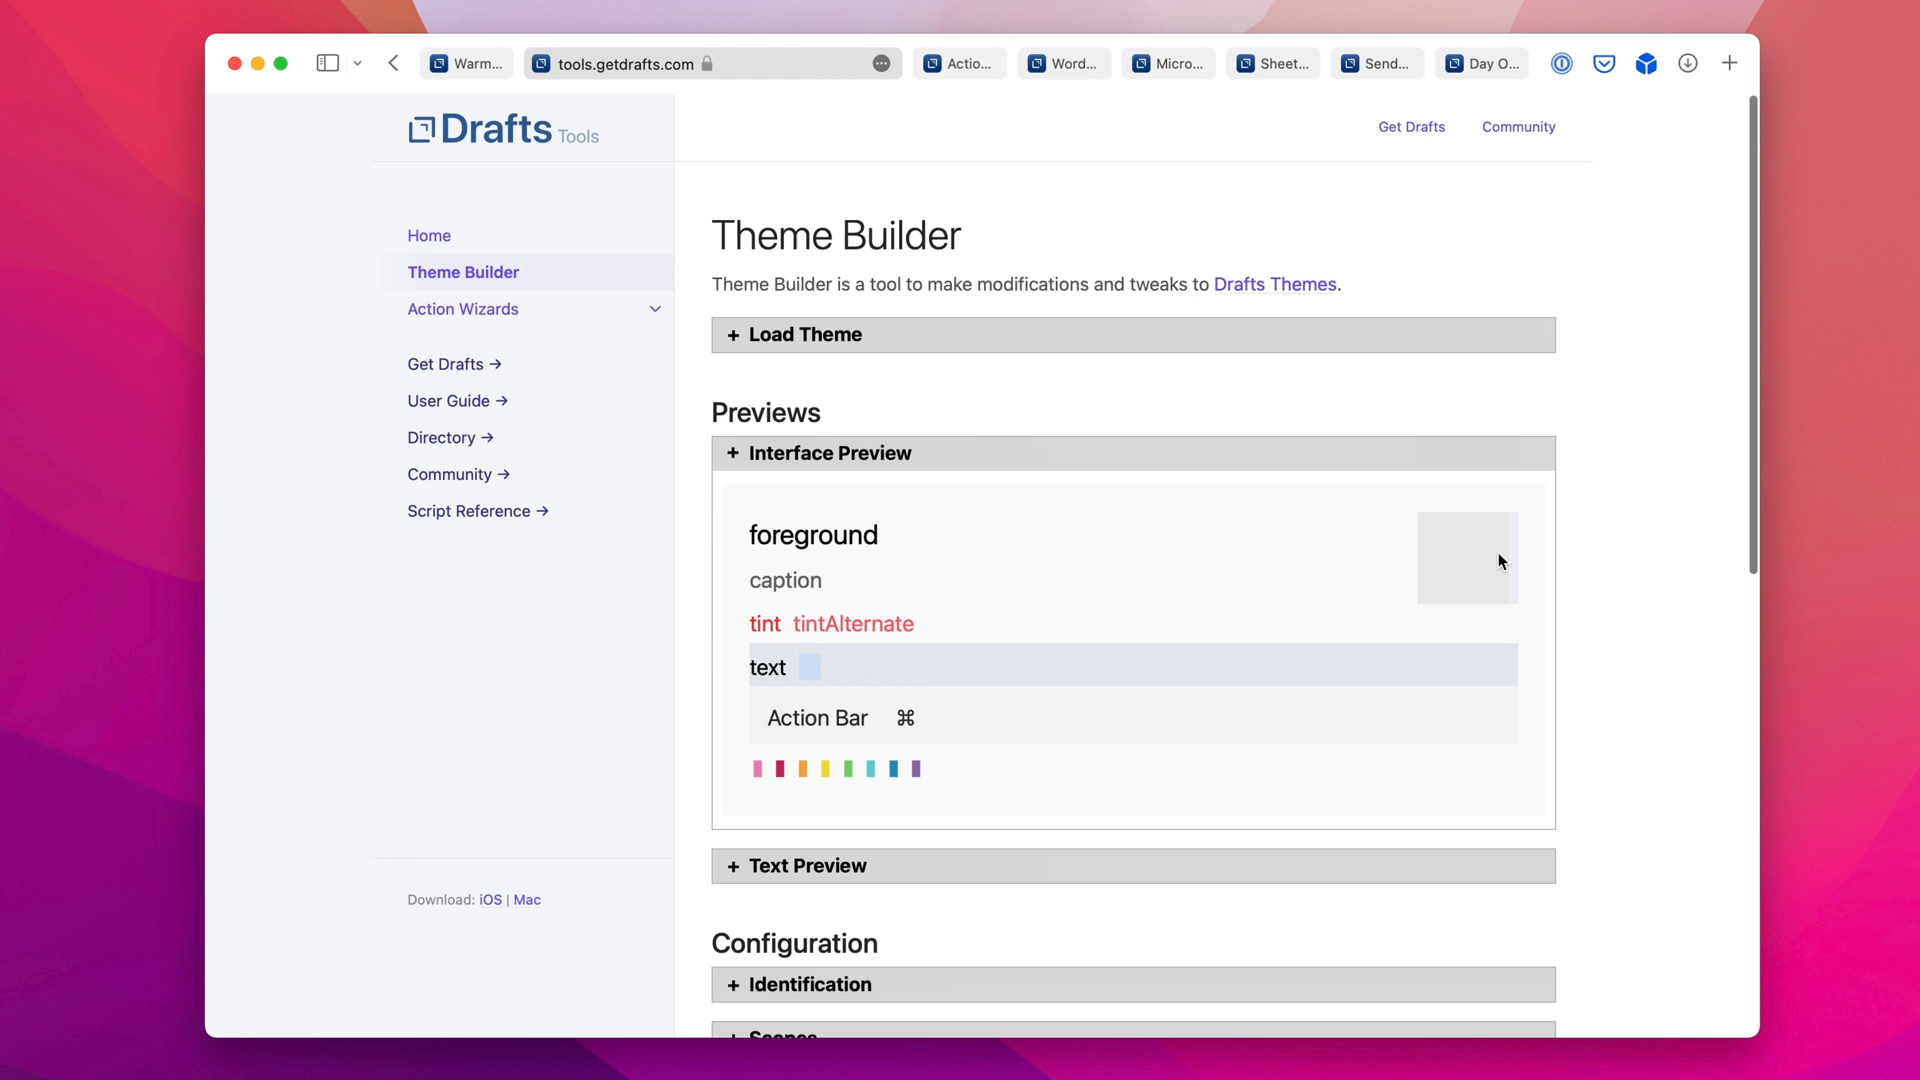 Warm...
tools.getdrafts.com
Actio...
Word...
Micro...
Sheet...
Send...
Day O...
Drafts Tools
Get Drafts
Community
Home
Theme Builder
Action Wizards
Get Drafts →
User Guide →
Directory →
Community →
Script Reference →
Download: iOS | Mac
Theme Builder
Theme Builder is a tool to make modifications and tweaks to Drafts Themes.
+ Load Theme
Previews
+ Interface Preview
foreground
caption
tint tintAlternate
text
Action Bar ⌘
+ Text Preview
Configuration
+ Identification
+ Scopes